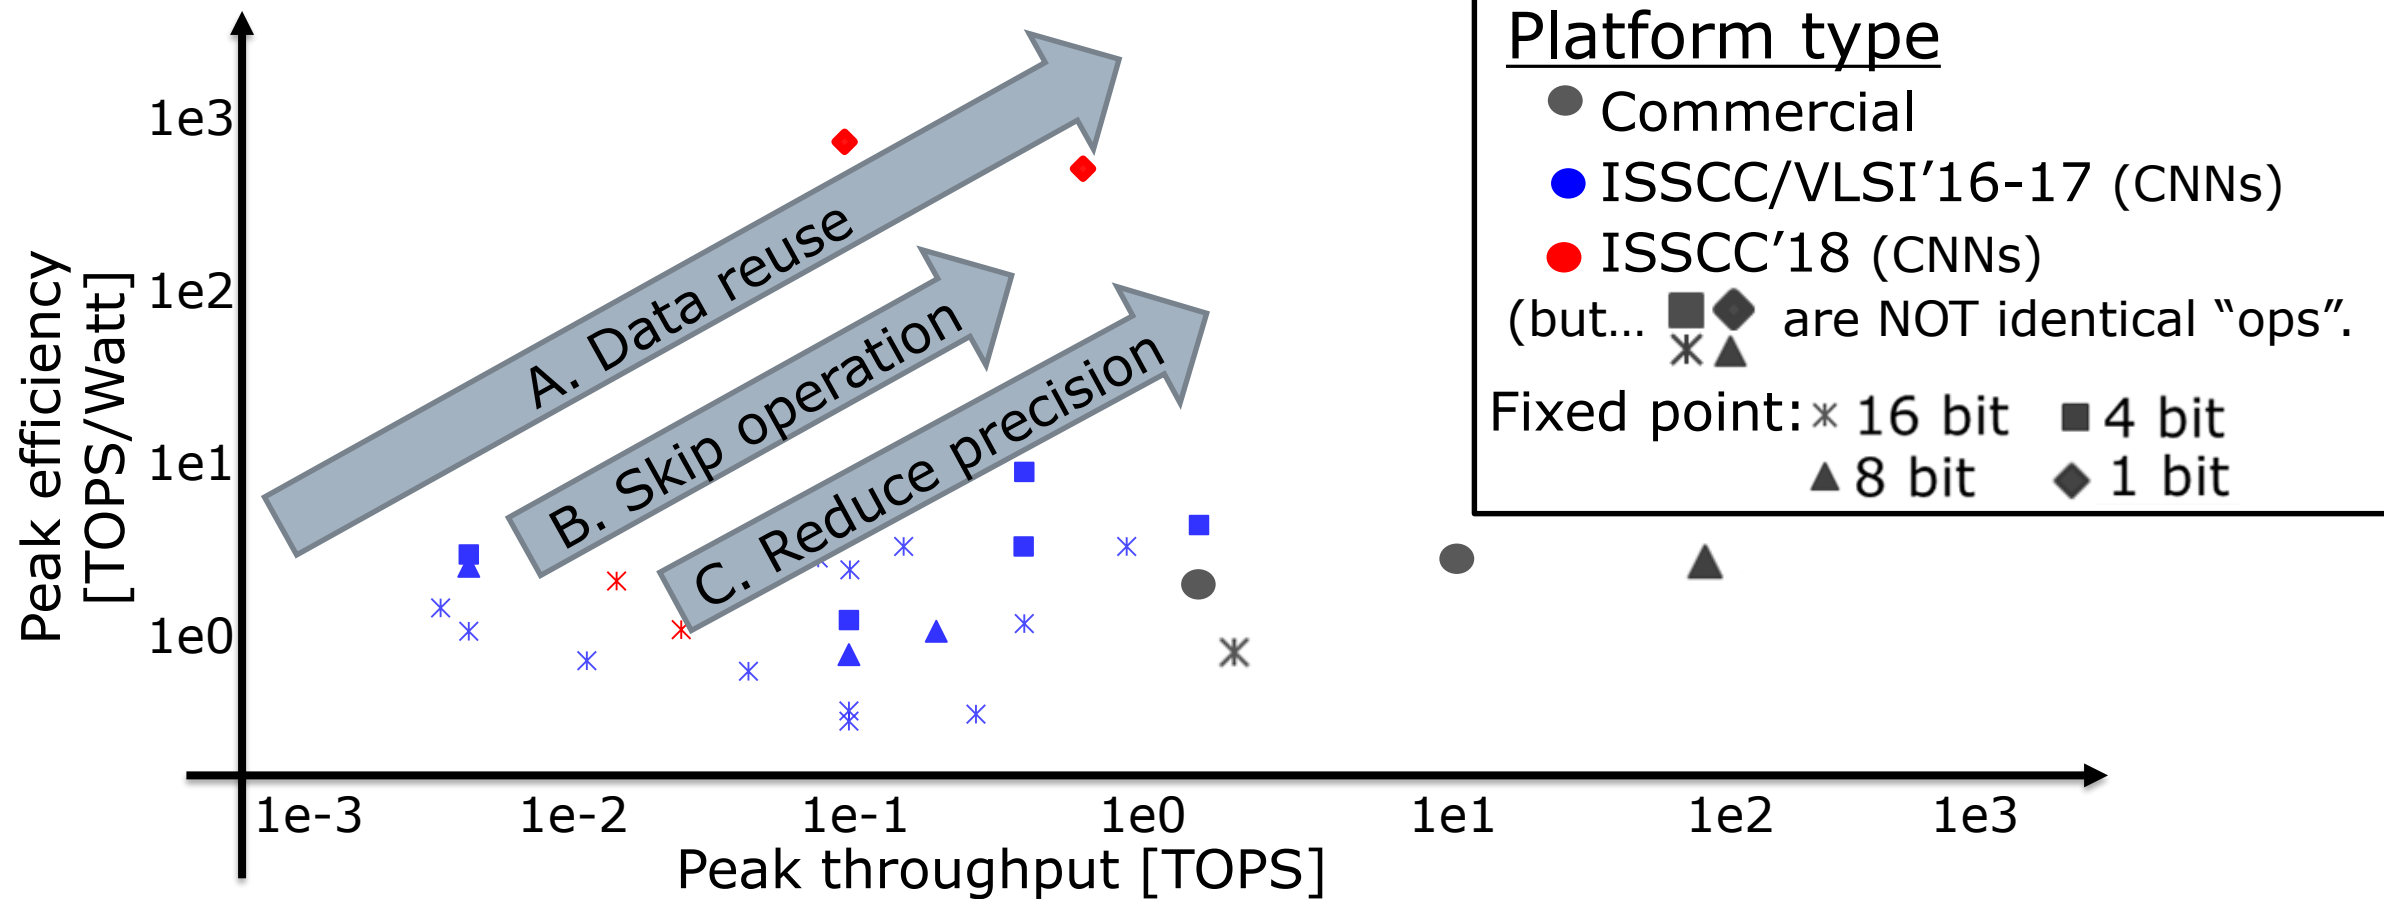 Peak efficiency
[TOPS/Watt]
1e3
1e2
1e1
1e0
A. Data reuse
B. Skip operation
C. Reduce precision
1e-3 1e-2 1e-1 1e0 1e1 1e2 1e3
Peak throughput [TOPS]
Platform type
Commercial
ISSCC/VLSI’16-17 (CNNs)
ISSCC’18 (CNNs)
(but… are NOT identical “ops”.
Fixed point: 16 bit 4 bit
8 bit 1 bit